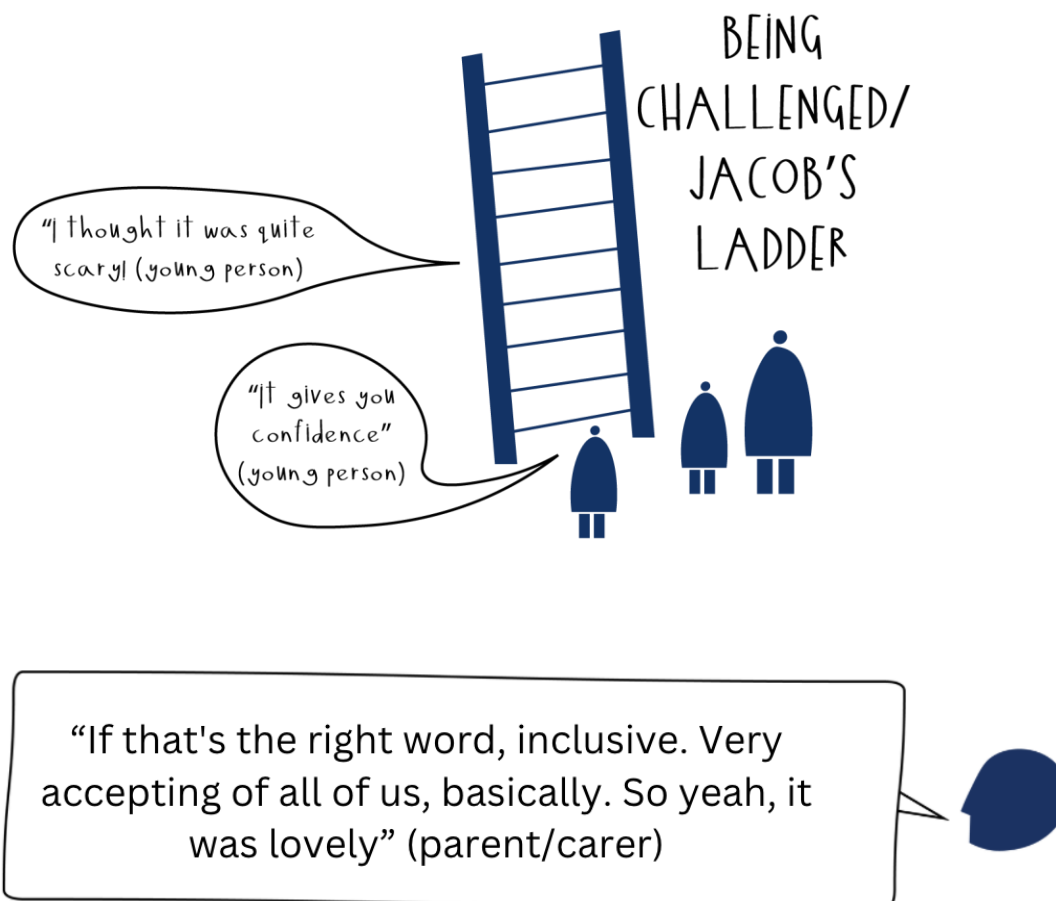 BEING
CHALLENGED/
JACOB'S
LADDER
"I thought it was quite
scary| (young person)
"It gives you
confidence"
(young person)
“If that's the right word, inclusive. Very
accepting of all of us, basically. So yeah, it
was lovely” (parent/carer)